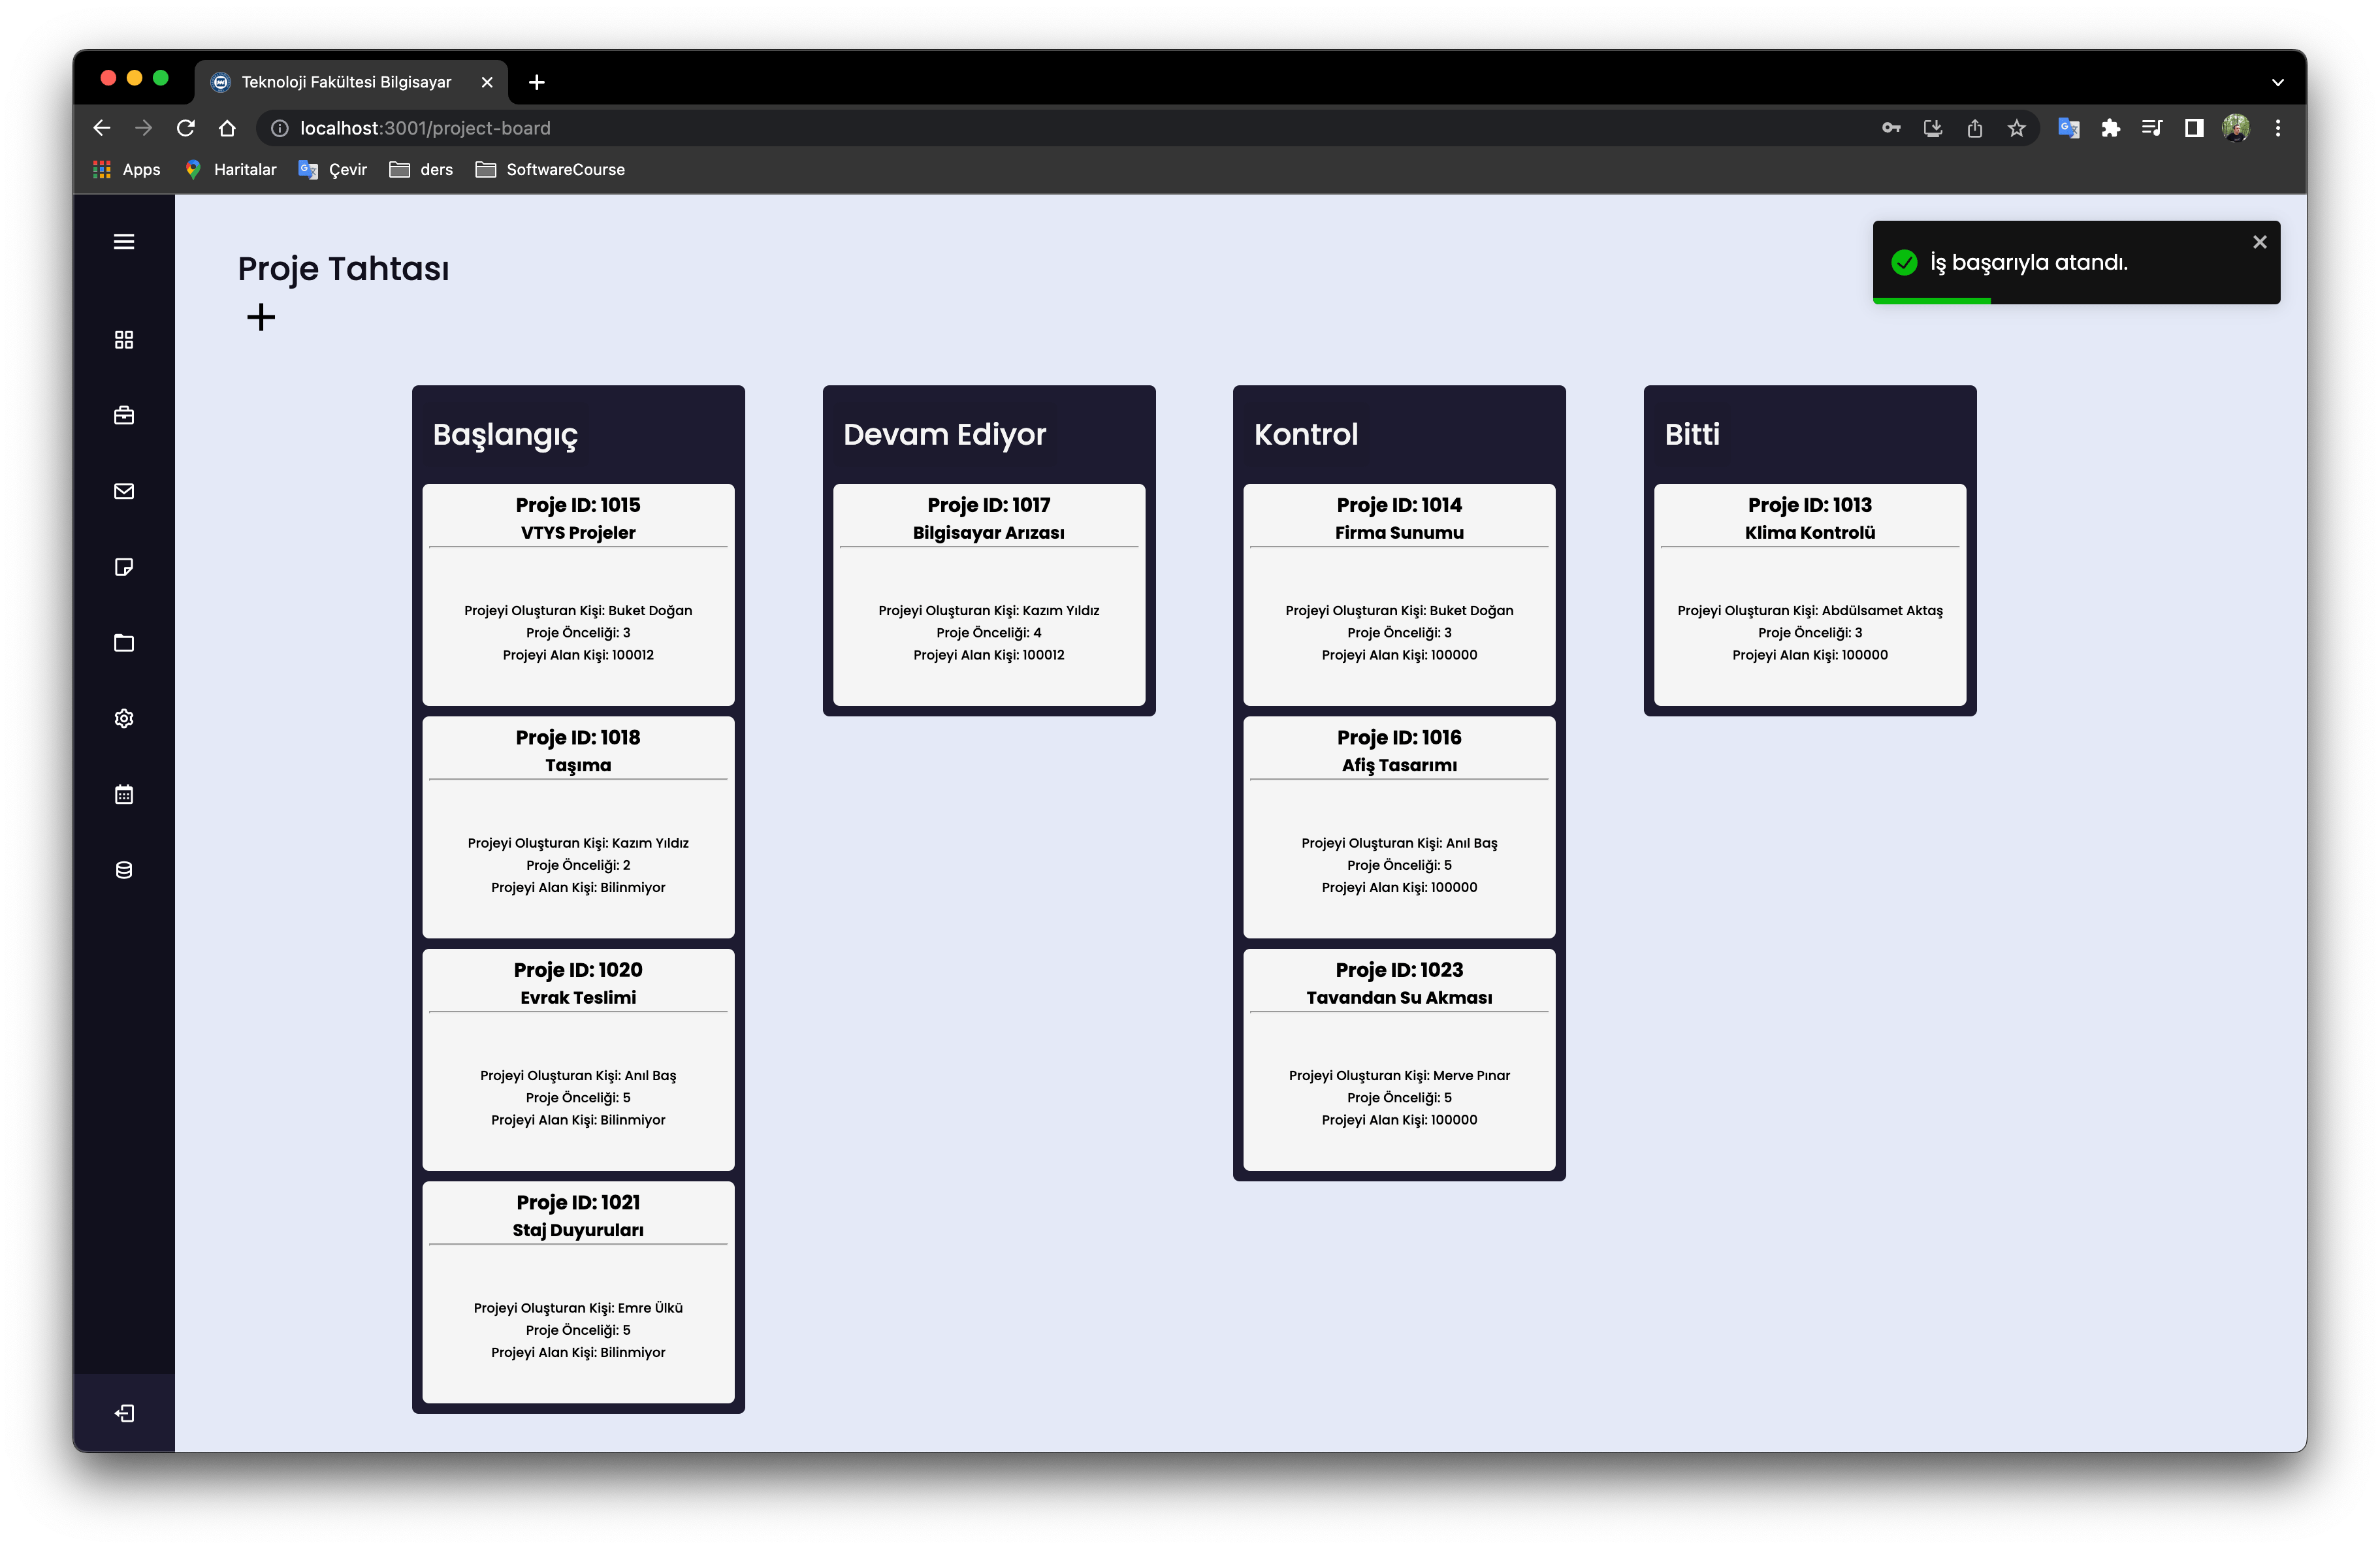 Teknoloji Fakültesi Bilgisayar
localhost:3001/project-board
Apps
Haritalar
Çevir
ders
SoftwareCourse
Proje Tahtası
İş başarıyla atandı.
Başlangıç
Proje ID: 1015
VTYS Projeler
Projeyi Oluşturan Kişi: Buket Doğan
Proje Önceliği: 3
Projeyi Alan Kişi: 100012
Proje ID: 1018
Taşıma
Projeyi Oluşturan Kişi: Kazım Yıldız
Proje Önceliği: 2
Projeyi Alan Kişi: Bilinmiyor
Proje ID: 1020
Evrak Teslimi
Projeyi Oluşturan Kişi: Anıl Baş
Proje Önceliği: 5
Projeyi Alan Kişi: Bilinmiyor
Proje ID: 1021
Staj Duyuruları
Projeyi Oluşturan Kişi: Emre Ülkü
Proje Önceliği: 5
Projeyi Alan Kişi: Bilinmiyor
Devam Ediyor
Proje ID: 1017
Bilgisayar Arızası
Projeyi Oluşturan Kişi: Kazım Yıldız
Proje Önceliği: 4
Projeyi Alan Kişi: 100012
Kontrol
Proje ID: 1014
Firma Sunumu
Projeyi Oluşturan Kişi: Buket Doğan
Proje Önceliği: 3
Projeyi Alan Kişi: 100000
Proje ID: 1016
Afiş Tasarımı
Projeyi Oluşturan Kişi: Anıl Baş
Proje Önceliği: 5
Projeyi Alan Kişi: 100000
Proje ID: 1023
Tavandan Su Akması
Projeyi Oluşturan Kişi: Merve Pınar
Proje Önceliği: 5
Projeyi Alan Kişi: 100000
Bitti
Proje ID: 1013
Klima Kontrolü
Projeyi Oluşturan Kişi: Abdülsamet Aktaş
Proje Önceliği: 3
Projeyi Alan Kişi: 100000